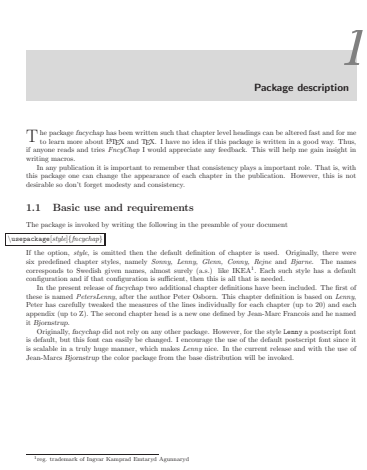 1
Package description
The package fncychap has been written such that chapter level headings can be altered fast and for me
to learn more about LATEX and TEX. I have no idea if this package is written in a good way. Thus,
if anyone reads and tries FncyChap I would appreciate any feedback. This will help me gain insight in
writing macros.
In any publication it is important to remember that consistency plays a important role. That is, with
this package one can change the appearance of each chapter in the publication. However, this is not
desirable so don't forget modesty and consistency.
1.1 Basic use and requirements
The package is invoked by writing the following in the preamble of your document
\usepackage[style]{fncychap}
If the option, style, is omitted then the default definition of chapter is used. Originally, there were
six predefined chapter styles, namely Sonny, Lenny, Glenn, Conny, Rejne and Bjarne. The names
corresponds to Swedish given names, almost surely (a.s.) like IKEA1. Each such style has a default
configuration and if that configuration is sufficient, then this is all that is needed.
In the present release of fncychap two additional chapter definitions have been included. The first of
these is named PetersLenny, after the author Peter Osborn. This chapter definition is based on Lenny,
Peter has carefully tweaked the measures of the lines individually for each chapter (up to 20) and each
appendix (up to Z). The second chapter head is a new one defined by Jean-Marc Francois and he named
it Bjornstrup.
Originally, fncychap did not rely on any other package. However, for the style Lenny a postscript font
is default, but this font can easily be changed. I encourage the use of the default postscript font since it
is scalable in a truly huge manner, which makes Lenny nice. In the current release and with the use of
Jean-Marcs Bjornstrup the color package from the base distribution will be invoked.
1reg. trademark of Ingvar Kamprad Emtaryd Agunnaryd